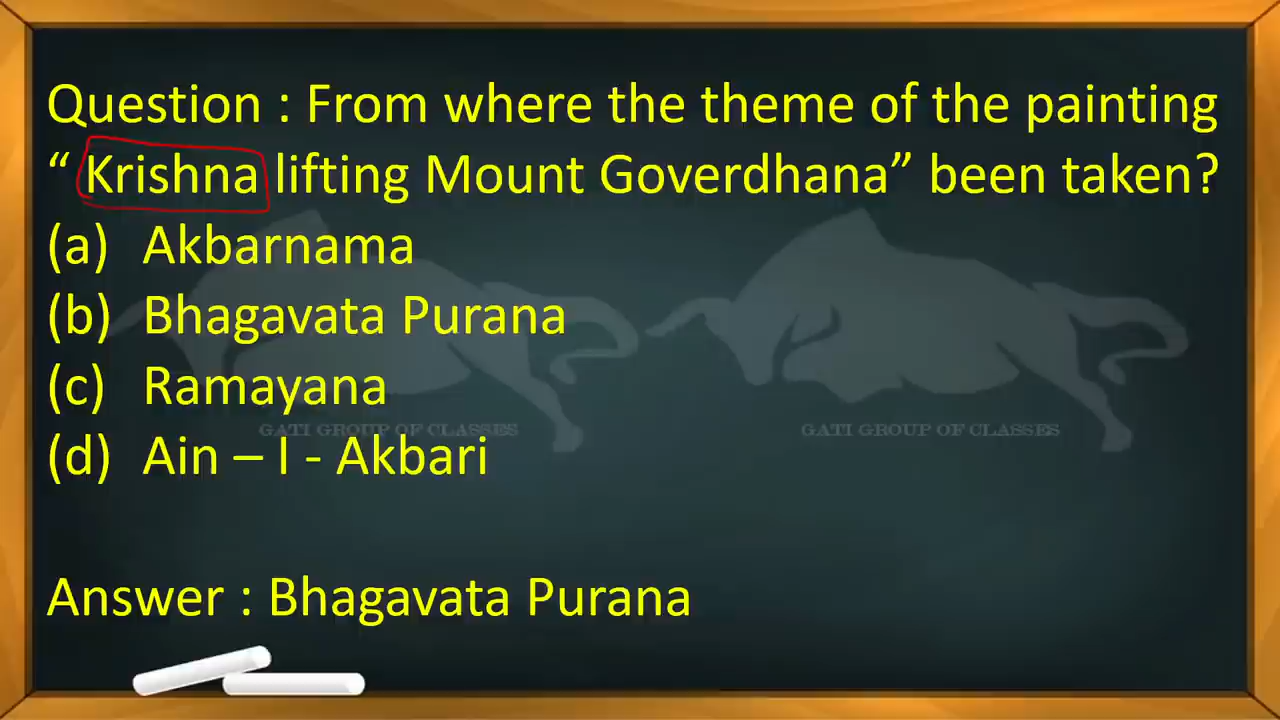 Question : From where the theme of the painting
“ Krishna lifting Mount Goverdhana” been taken?
(a) Akbarnama
(b) Bhagavata Purana
(c) Ramayana
GATI GROUP OF CLASSES GATI GROUP OF CLASSES
(d) Ain – I - Akbari
Answer : Bhagavata Purana